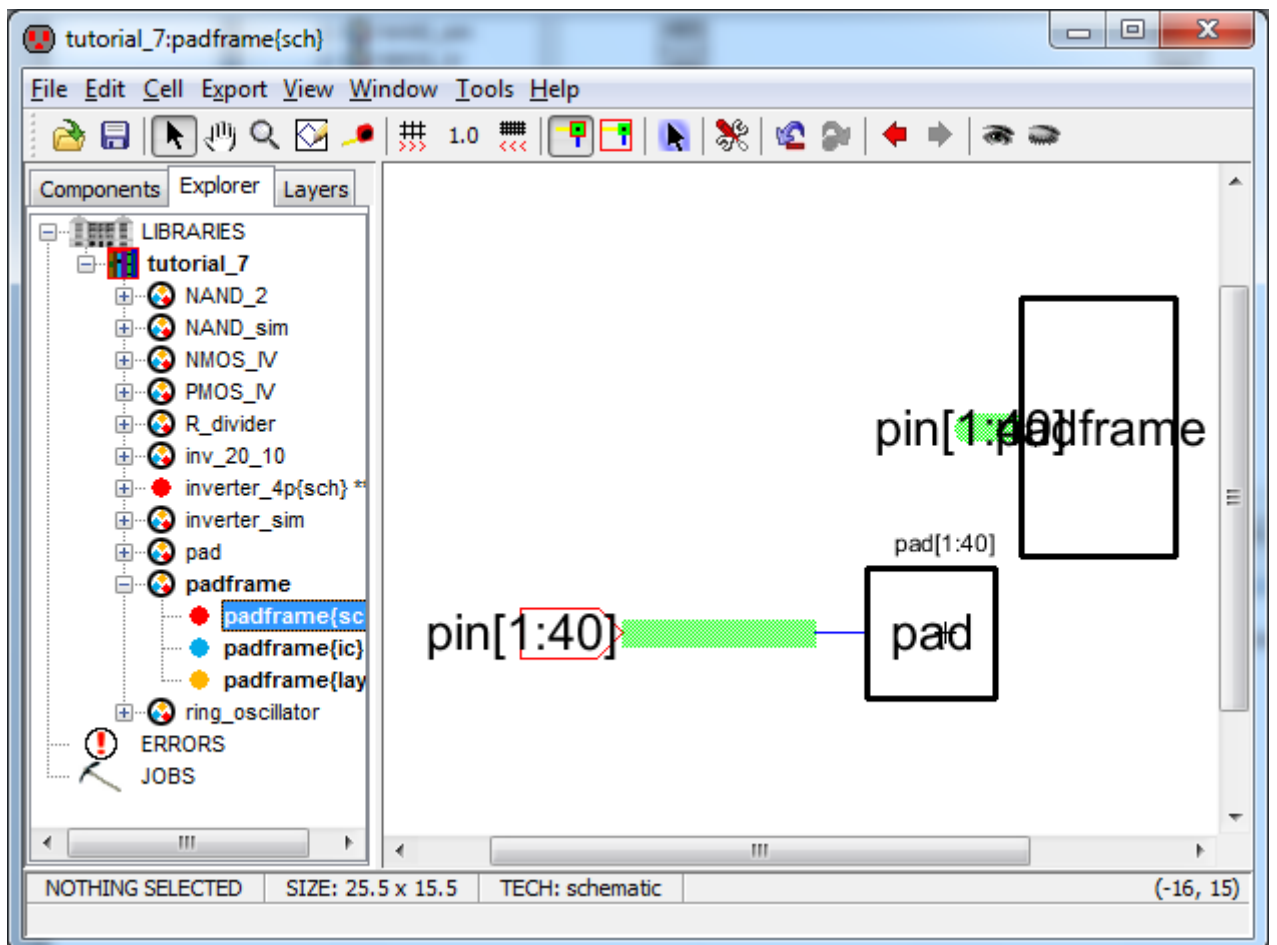 tutorial_7:padframe{sch}
File Edit Cell Export View Window Tools Help
1.0
Components Explorer Layers
LIBRARIES
tutorial_7
NAND_2
NAND_sim
NMOS_IV
PMOS_IV
R_divider
inv_20_10
inverter_4p{sch} **
inverter_sim
pad
padframe
padframe{sc
padframe{ic}
padframe{lay
ring_oscillator
ERRORS
JOBS
pin[1:40] padframe
pad[1:40]
pin[1:40] pad
NOTHING SELECTED SIZE: 25.5 x 15.5 TECH: schematic (-16, 15)